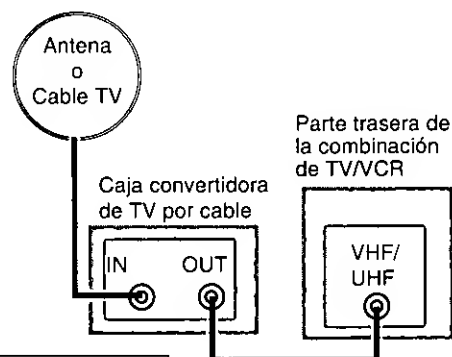 Antena
o
Cable TV
Parte trasera de
la combinación
de TV/VCR
Caja convertidora
de TV por cable
IN OUT
VHF/
UHF